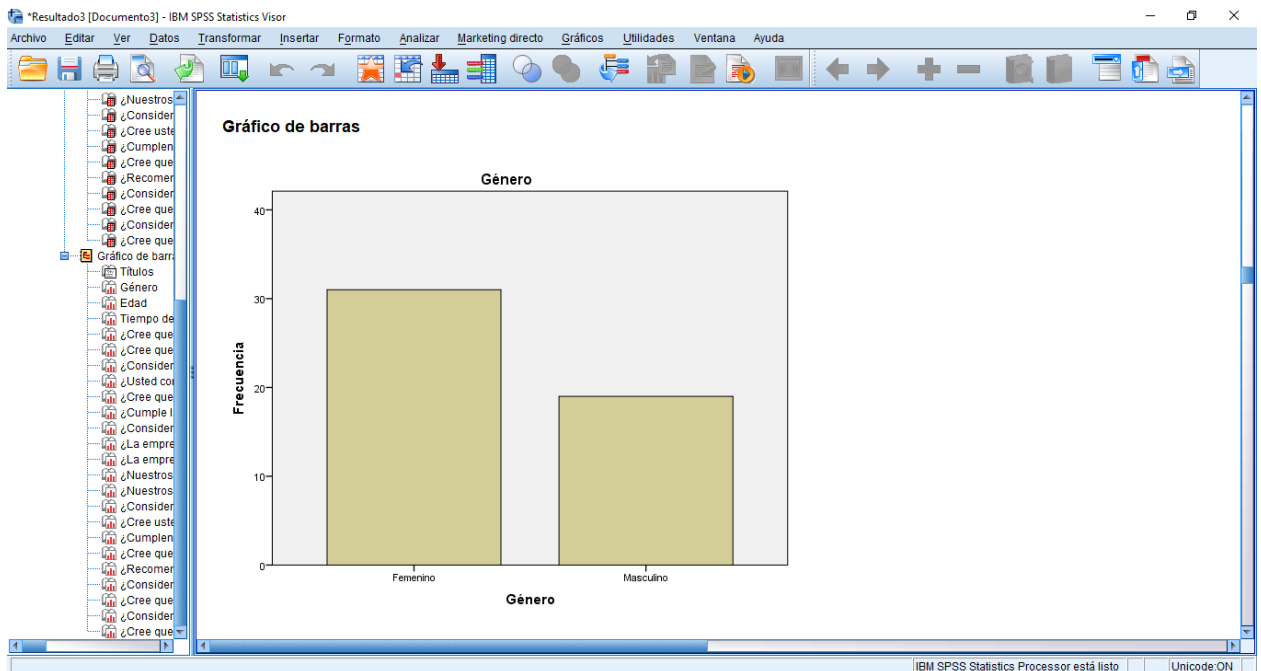 *Resultado3 [Documento3] - IBM SPSS Statistics Visor
Archivo Editar Ver Datos Transformar Insertar Formato Analizar Marketing directo Gráficos Utilidades Ventana Ayuda
¿Nuestros
¿Consider
¿Cree uste
¿Cumplen
¿Cree que
¿Recomer
¿Consider
¿Cree que
¿Consider
¿Cree que
Gráfico de barr
Títulos
Género
Edad
Tiempo de
¿Cree que
¿Cree que
¿Consider
¿Usted co
¿Cree que
¿Cumple l
¿Consider
¿La empre
¿La empre
¿Nuestros
¿Nuestros
¿Consider
¿Cree uste
¿Cumplen
¿Cree que
¿Recomer
¿Consider
¿Cree que
¿Consider
¿Cree que
Gráfico de barras
Género
Frecuencia
40
30
20
10
0
Femenino Masculino
Género
IBM SPSS Statistics Processor está listo Unicode:ON